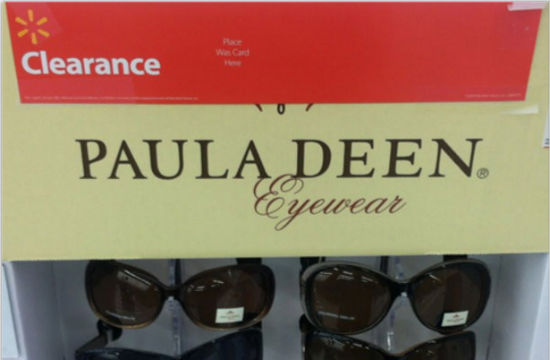 Clearance
Place
Was Card
Here
PAULA DEEN®
Eyewear